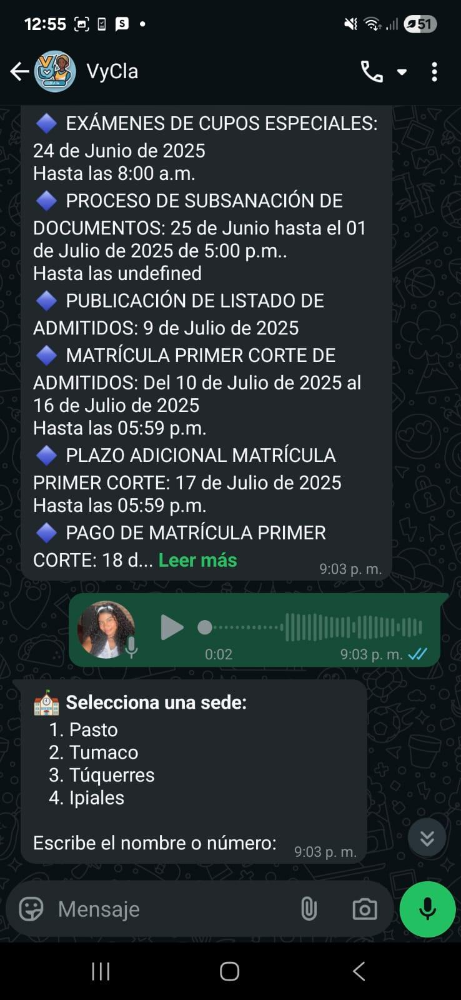 12:55
S
51
VyCla
EXÁMENES DE CUPOS ESPECIALES:
24 de Junio de 2025
Hasta las 8:00 a.m.
PROCESO DE SUBSANACIÓN DE
DOCUMENTOS: 25 de Junio hasta el 01
de Julio de 2025 de 5:00 p.m..
Hasta las undefined
PUBLICACIÓN DE LISTADO DE
ADMITIDOS: 9 de Julio de 2025
MATRÍCULA PRIMER CORTE DE
ADMITIDOS: Del 10 de Julio de 2025 al
16 de Julio de 2025
Hasta las 05:59 p.m.
PLAZO ADICIONAL MATRÍCULA
PRIMER CORTE: 17 de Julio de 2025
Hasta las 05:59 p.m.
PAGO DE MATRÍCULA PRIMER
CORTE: 18 d... Leer más
9:03 p. m.
0:02
9:03 p. m.
Selecciona una sede:
1. Pasto
2. Tumaco
3. Túquerres
4. Ipiales
Escribe el nombre o número:
9:03 p. m.
Mensaje